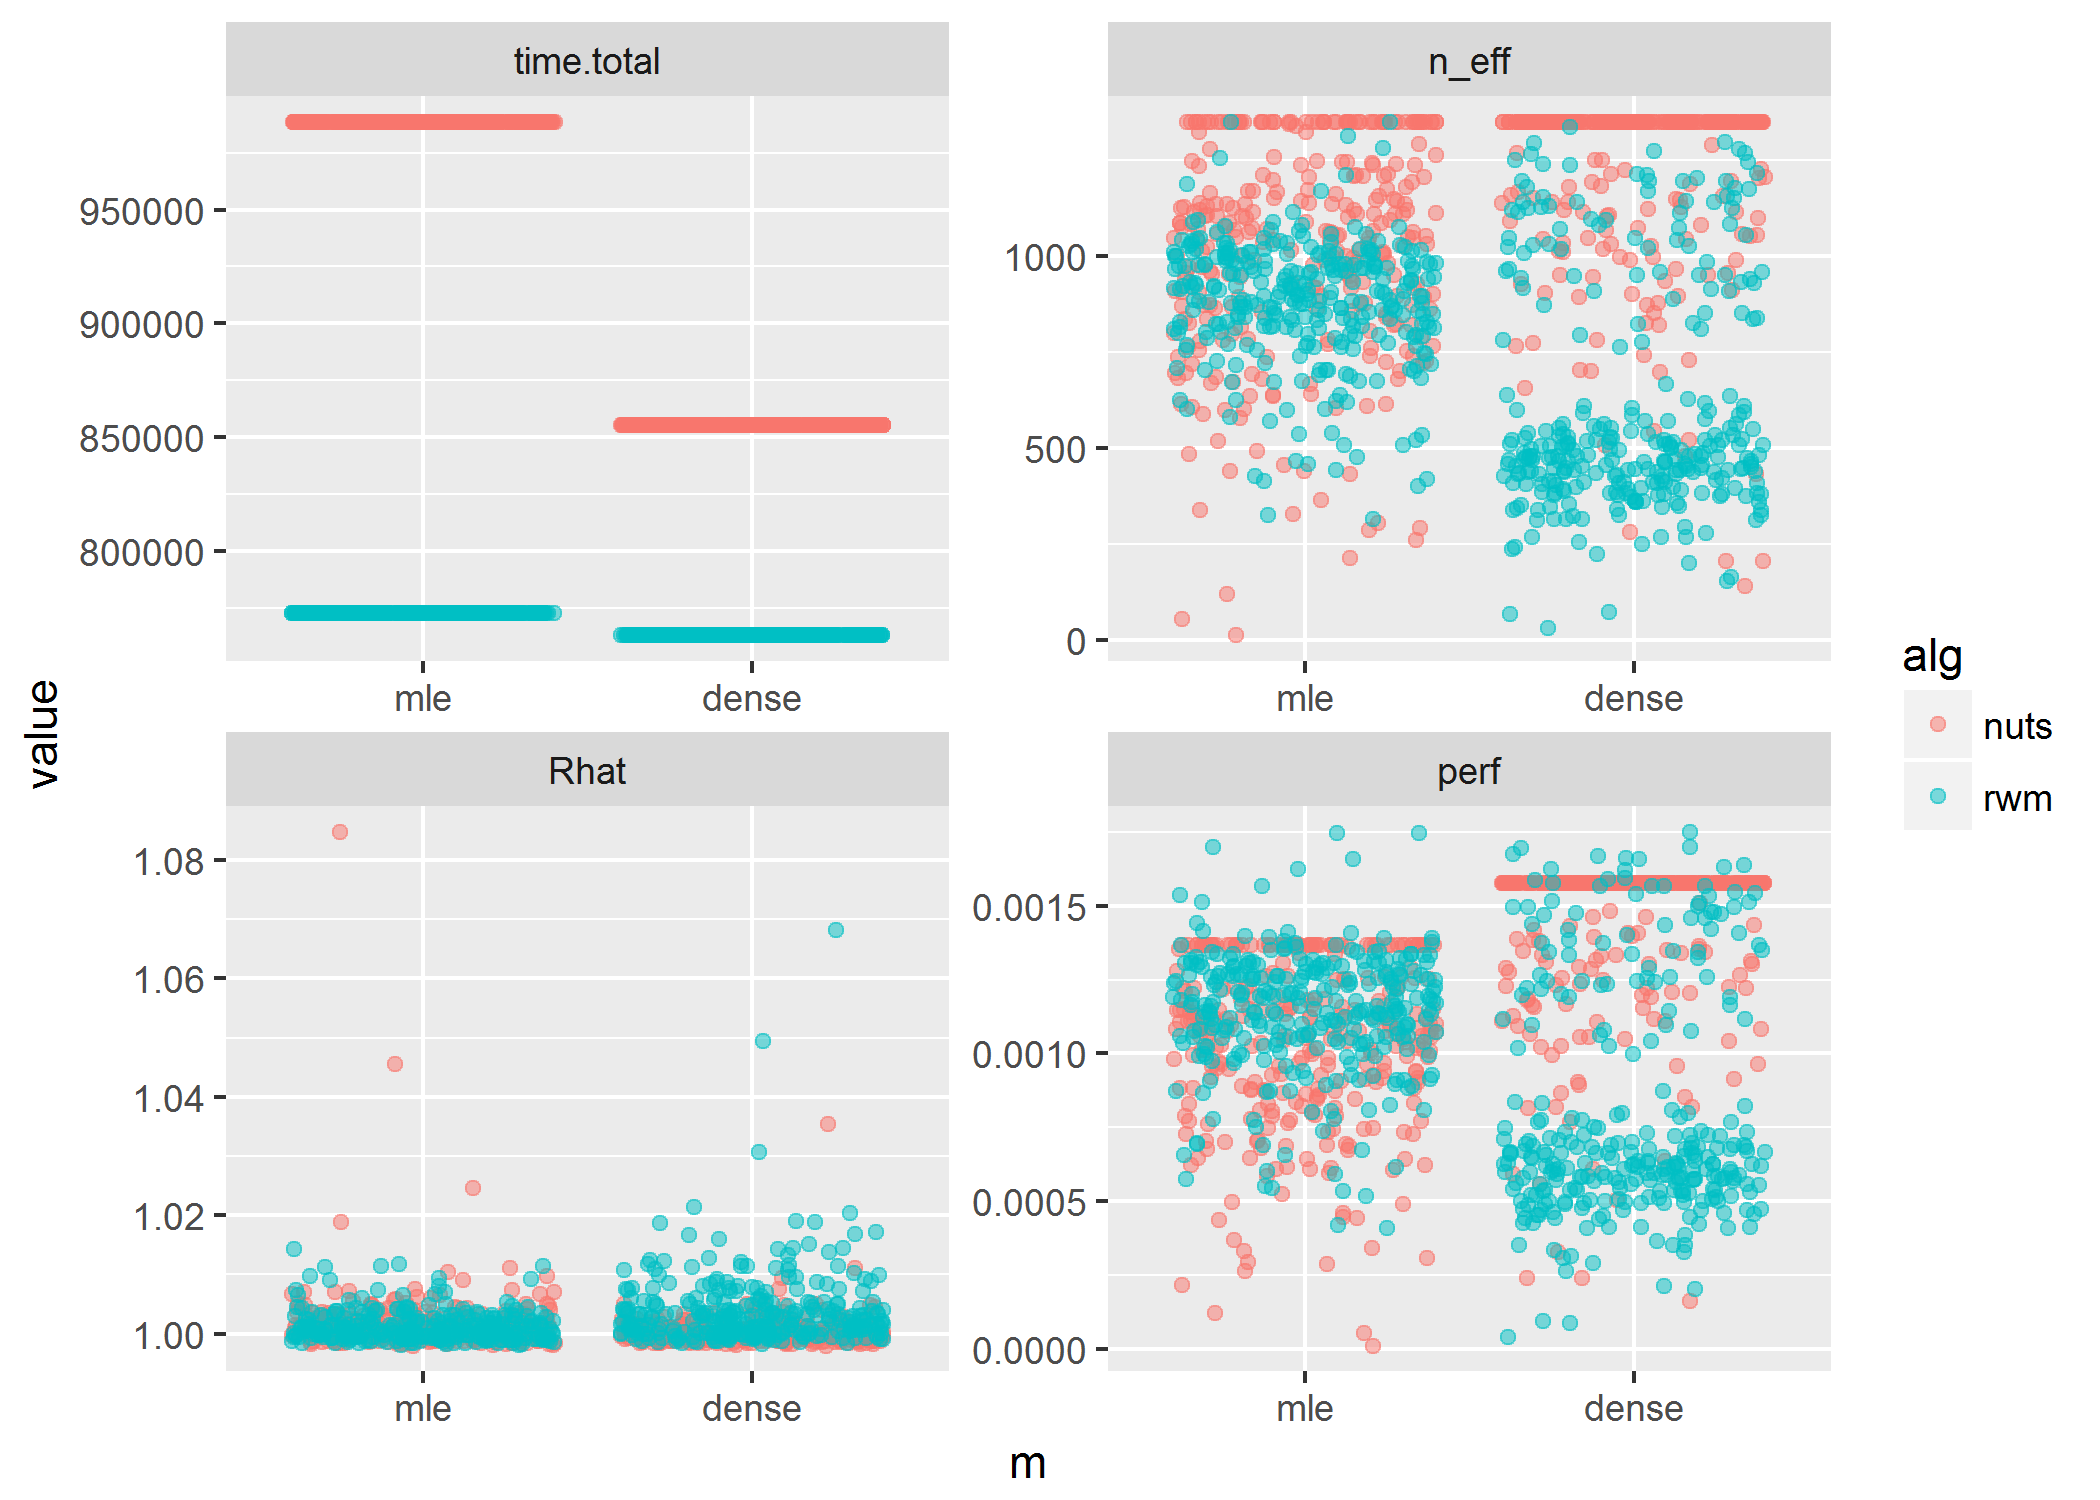 time.total
n_eff
950000
900000
850000
800000
1000
500
0
mle
dense
mle
dense
value
Rhat
perf
1.08
1.06
1.04
1.02
1.00
0.0015
0.0010
0.0005
0.0000
mle
dense
mle
dense
m
alg
nuts
rwm